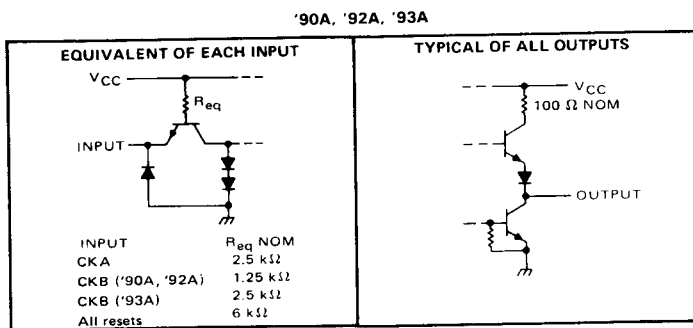 '90A, '92A, '93A
EQUIVALENT OF EACH INPUT
VCC
Req
INPUT
INPUT Req NOM
CKA 2.5 kΩ
CKB ('90A, '92A) 1.25 kΩ
CKB ('93A) 2.5 kΩ
All resets 6 kΩ
TYPICAL OF ALL OUTPUTS
VCC
100 Ω NOM
OUTPUT